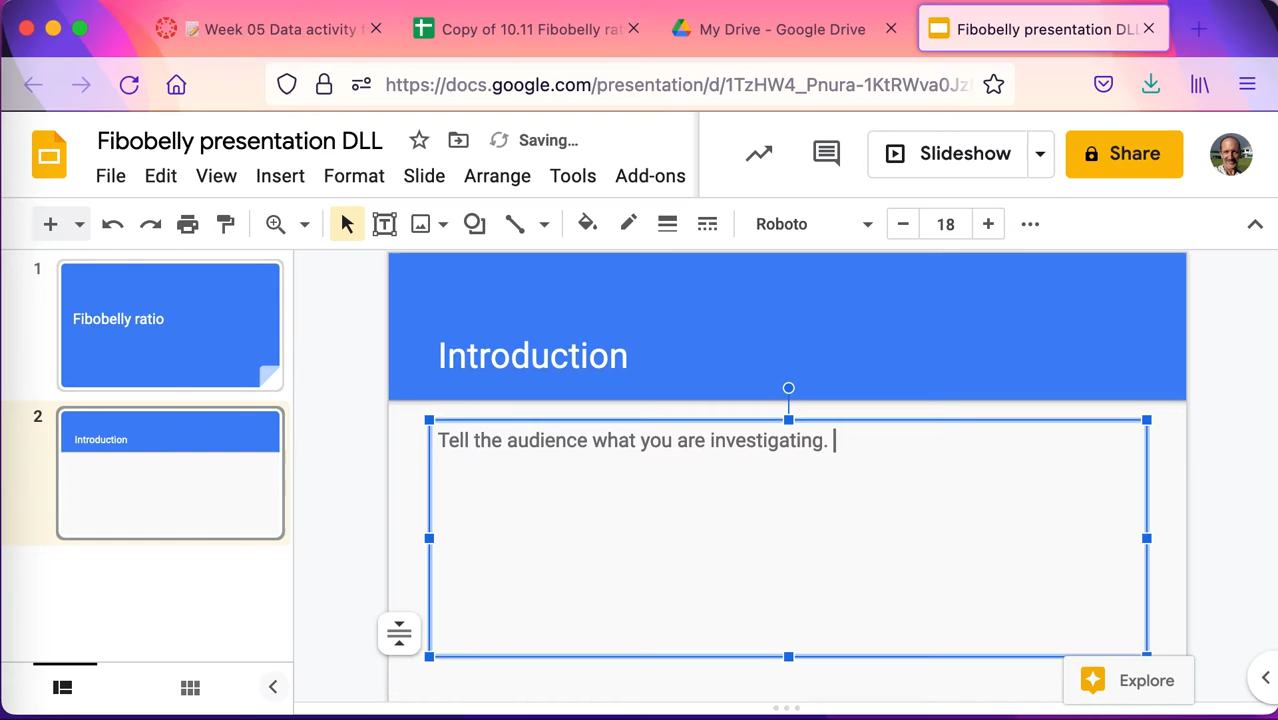 Week 05 Data activity f
Copy of 10.11 Fibobelly rat
My Drive - Google Drive
Fibobelly presentation DLL
https://docs.google.com/presentation/d/1TzHW4_Pnura-1KtRWva0Jz
Fibobelly presentation DLL
Saving...
Slideshow
Share
File Edit View Insert Format Slide Arrange Tools Add-ons
Roboto
18
1
Fibobelly ratio
2
Introduction
Introduction
Tell the audience what you are investigating.
Explore